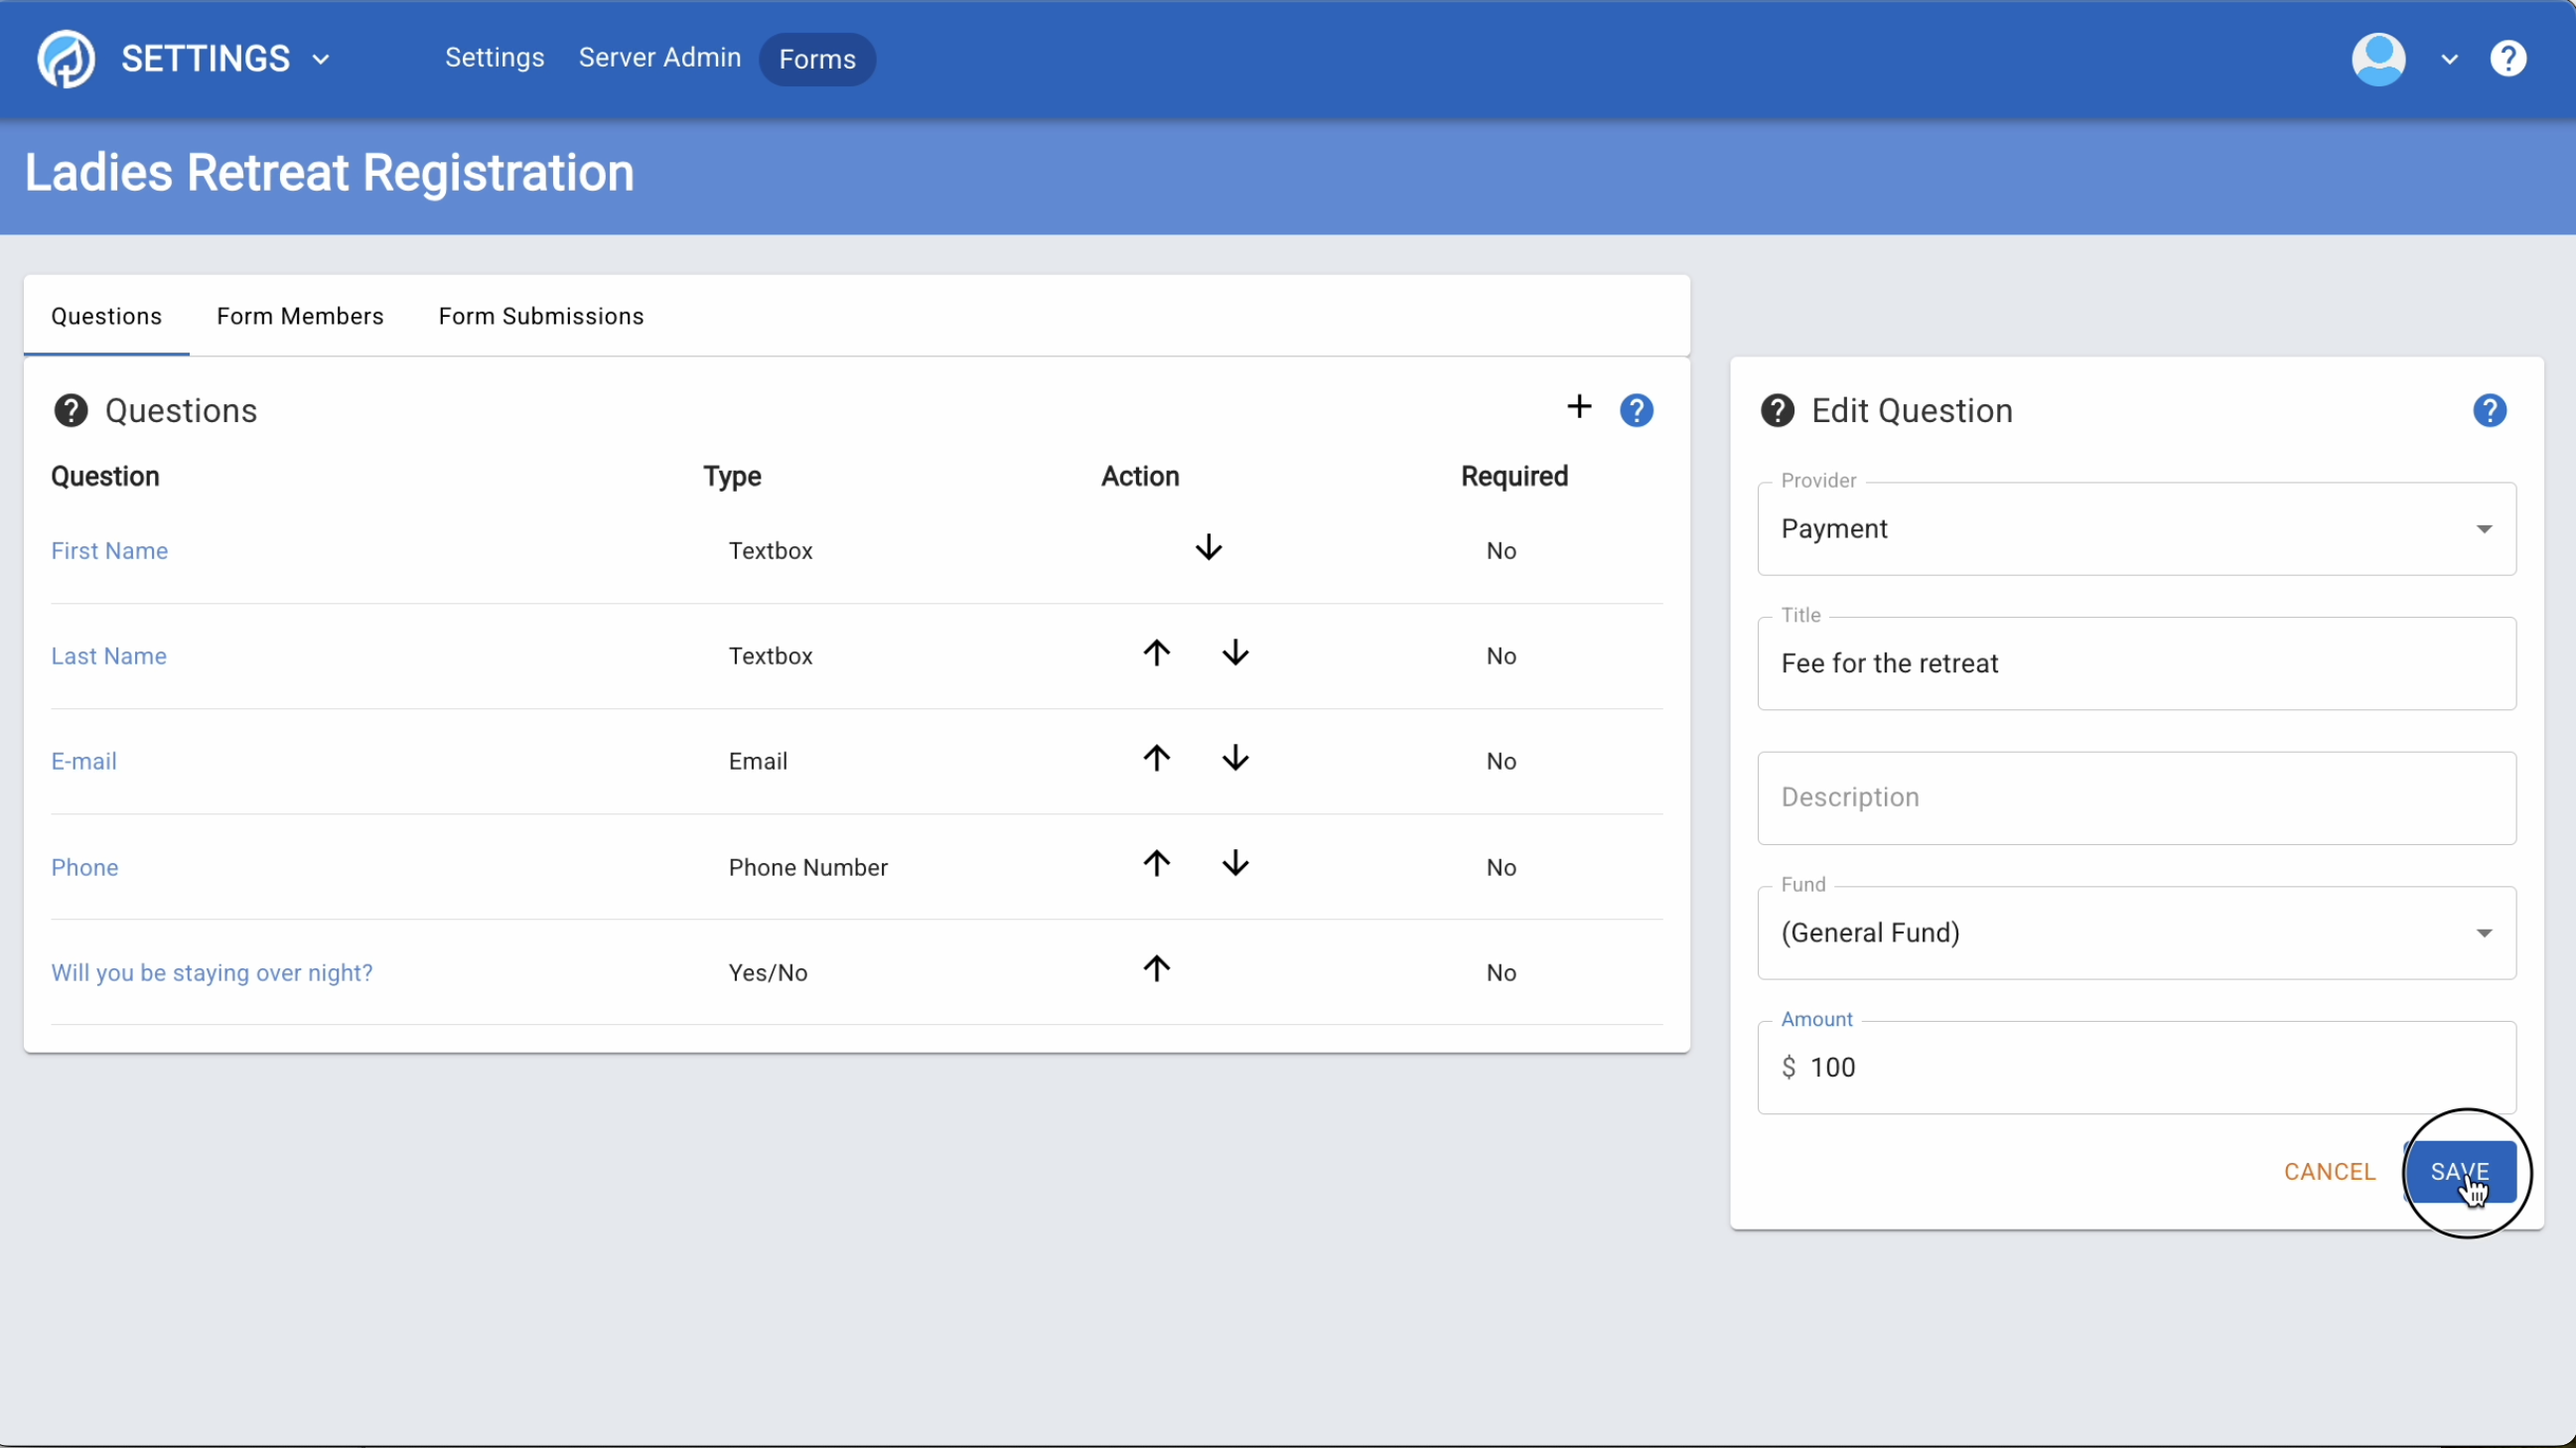 SETTINGS Settings Server Admin Forms ?
Ladies Retreat Registration
Questions Form Members Form Submissions
? Questions + ?
Question Type Action Required
First Name Textbox ↓ No
Last Name Textbox ↑ ↓ No
E-mail Email ↑ ↓ No
Phone Phone Number ↑ ↓ No
Will you be staying over night? Yes/No ↑ No
? Edit Question ?
Provider
Payment
Title
Fee for the retreat
Description
Fund
(General Fund)
Amount
$ 100
CANCEL SAVE